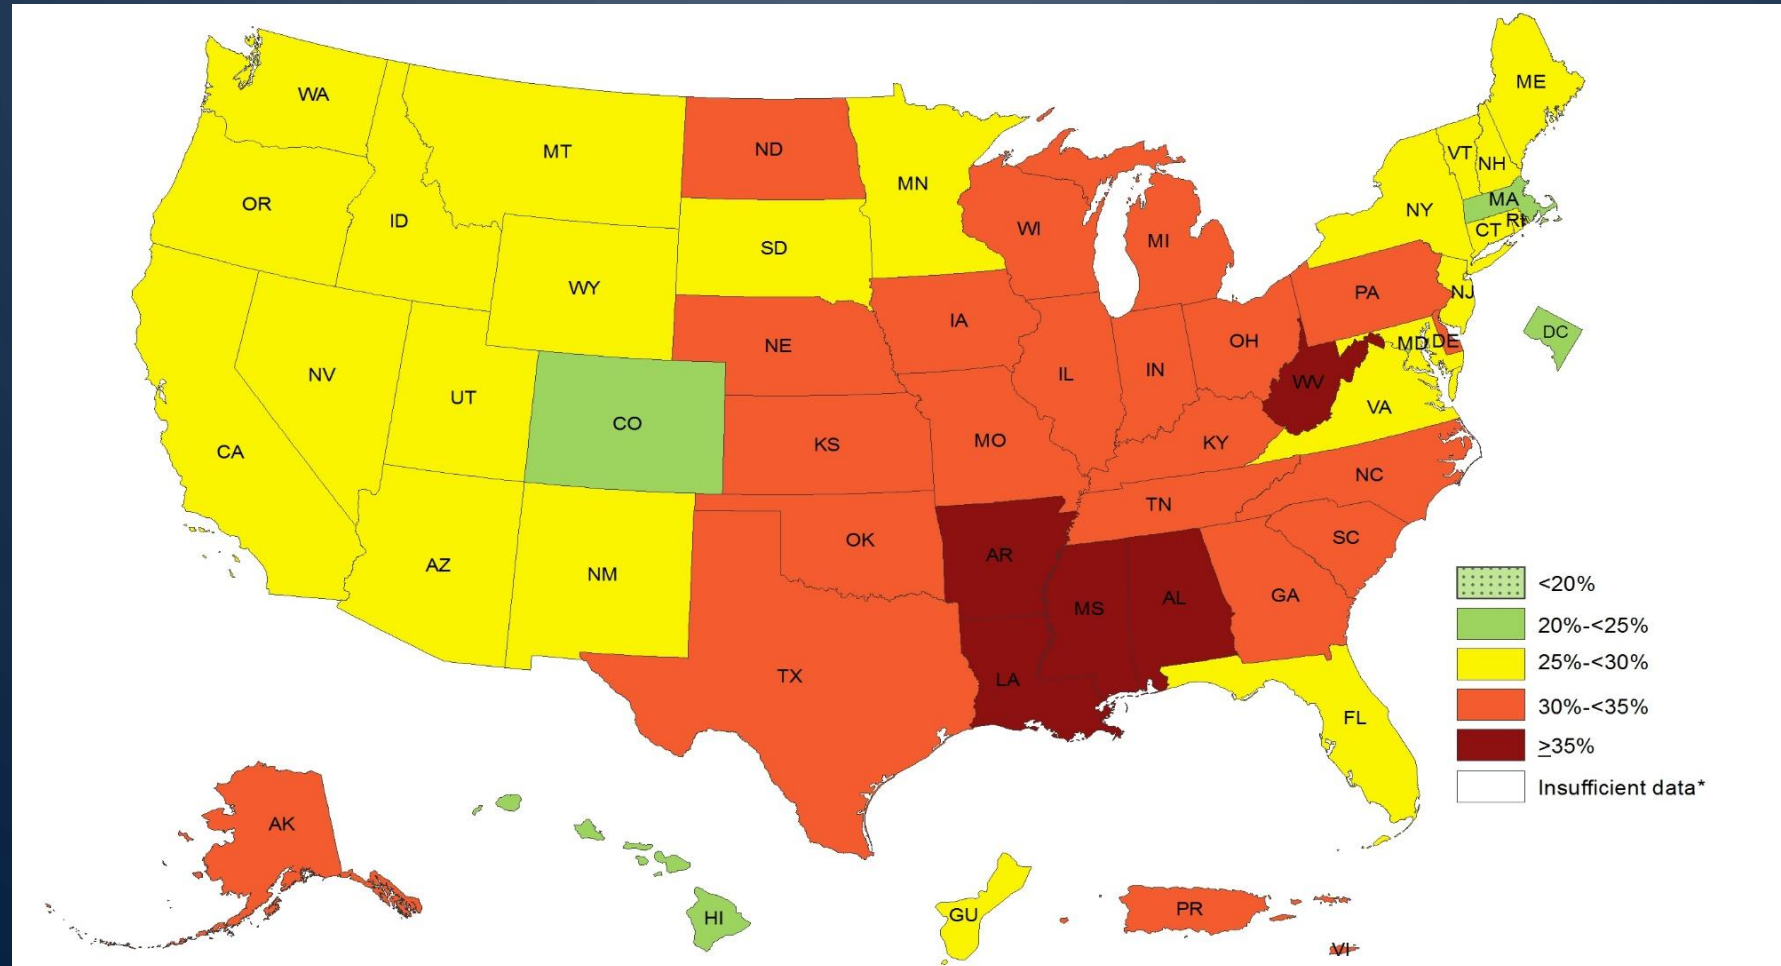 WA
MT
ND
MN
ME
VT
NH
OR
ID
SD
WI
MI
NY
MA
RI
CT
WY
IA
PA
NJ
NE
OH
MD
DE
DC
NV
UT
CO
IL
IN
WV
VA
CA
KS
MO
KY
NC
TN
AZ
NM
OK
AR
SC
MS
AL
GA
TX
LA
FL
<20%
20%-<25%
25%-<30%
30%-<35%
≥35%
Insufficient data*
AK
HI
GU
PR
VI